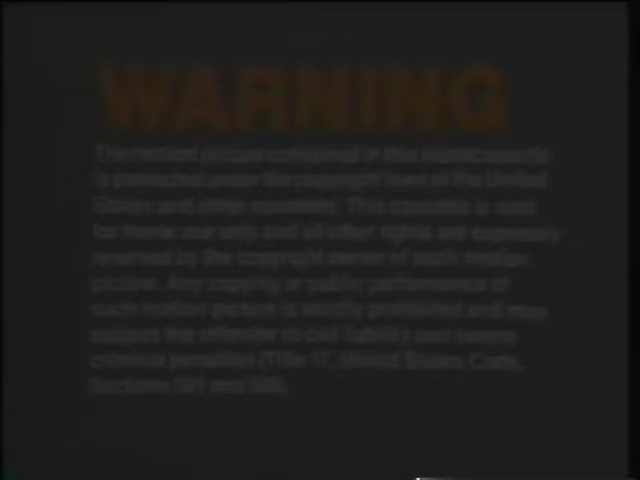 WARNING
The motion picture contained in this videocassette
is protected under the copyright laws of the United
States and other countries. This cassette is sold
for home use only and all other rights are expressly
reserved by the copyright owner of such motion
picture. Any copying or public performance of
such motion picture is strictly prohibited and may
subject the offender to civil liability and severe
criminal penalties (Title 17, United States Code,
Sections 501 and 506).